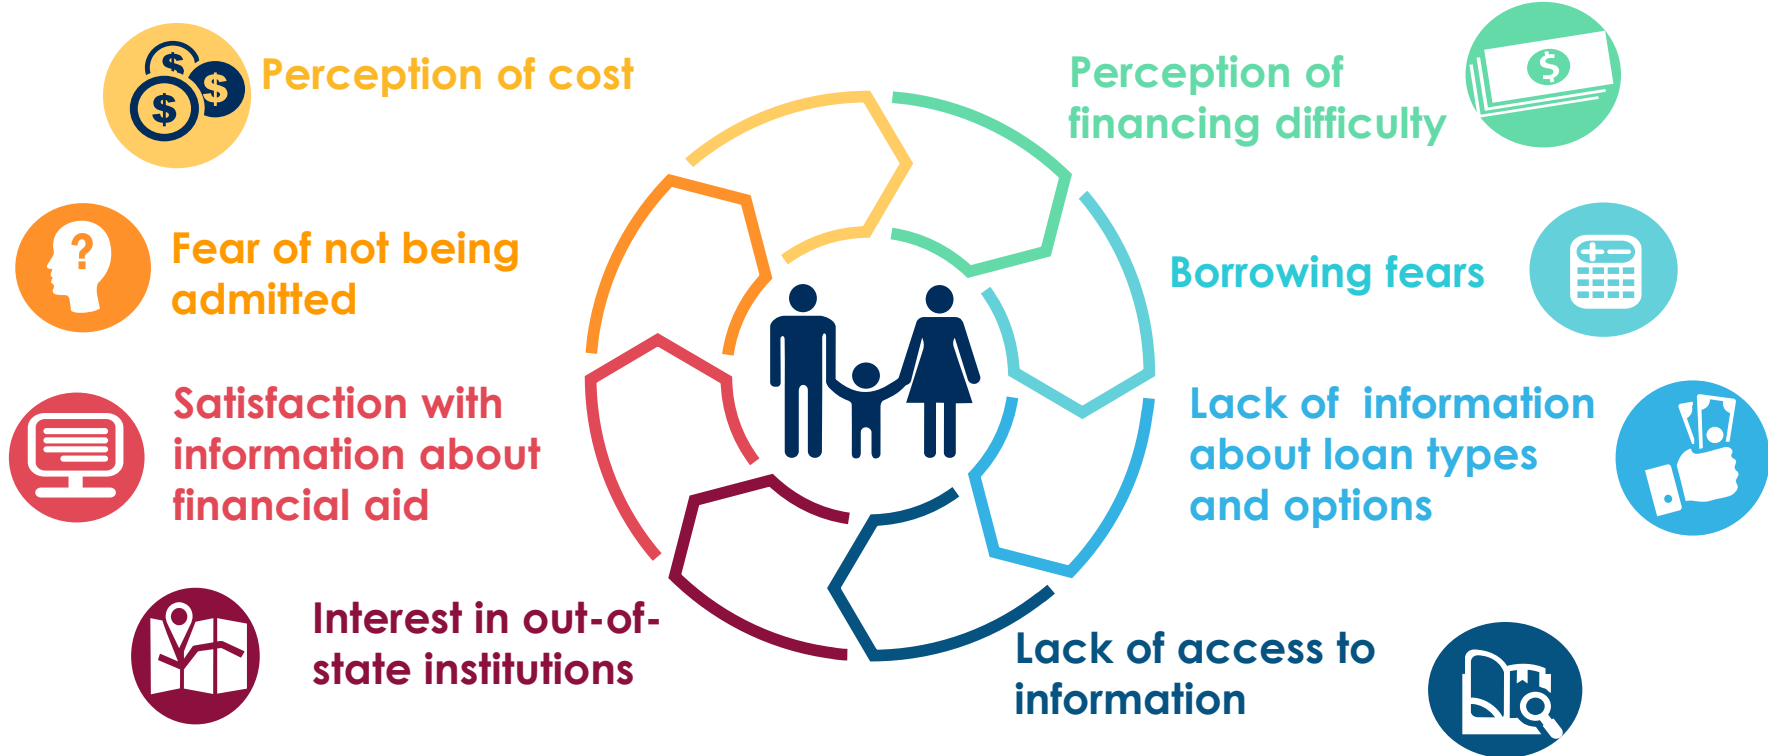 Perception of cost
Perception of
financing difficulty
Fear of not being
admitted
Borrowing fears
Satisfaction with
information about
financial aid
Lack of  information
about loan types
and options
Interest in out-of-
state institutions
Lack of access to
information